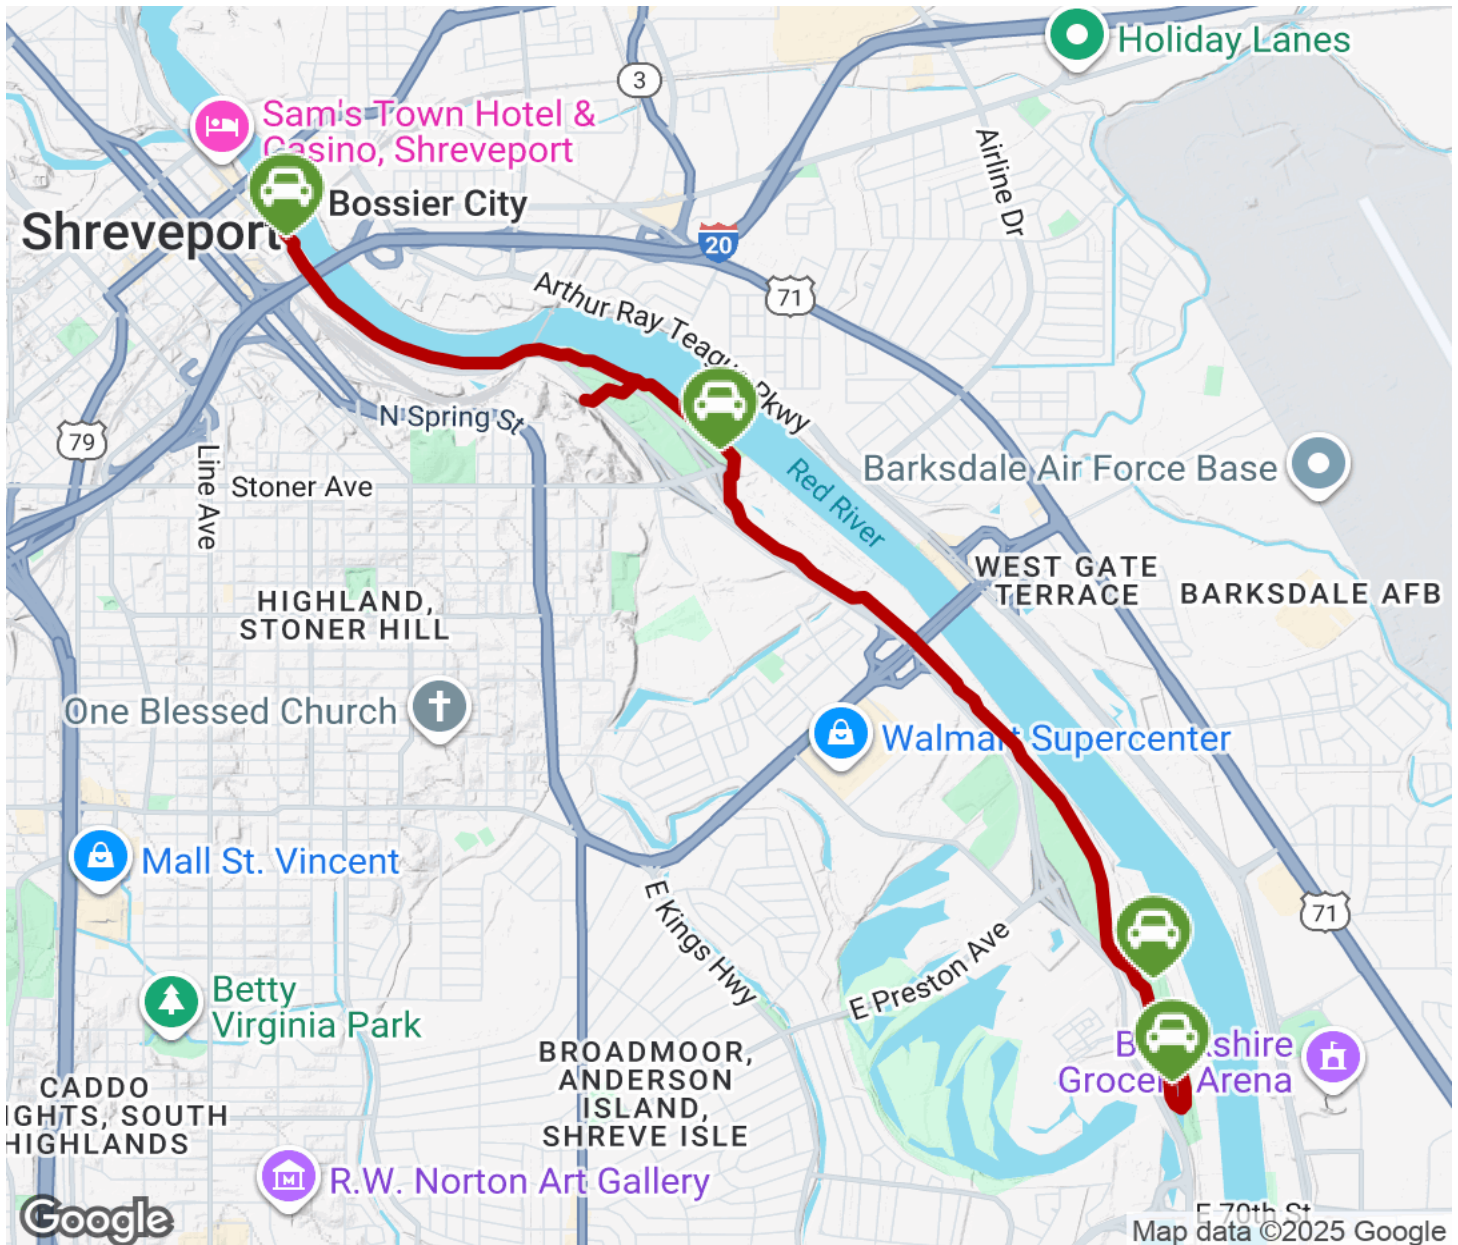 Holiday Lanes
3
Sam's Town Hotel &
Casino, Shreveport
Airline Dr
Bossier City
Shreveport
20
71
Arthur Ray Teague Pkwy
N Spring St
79
Line Ave
Stoner Ave
Red River
Barksdale Air Force Base
WEST GATE
TERRACE
BARKSDALE AFB
HIGHLAND,
STONER HILL
One Blessed Church
Walmart Supercenter
Mall St. Vincent
E Kings Hwy
71
E Preston Ave
Betty
Virginia Park
BROADMOOR,
ANDERSON
ISLAND,
SHREVE ISLE
Grocery Arena
CADDO
IGHTS, SOUTH
HIGHLANDS
R.W. Norton Art Gallery
E 70th St
Google
Map data ©2025 Google